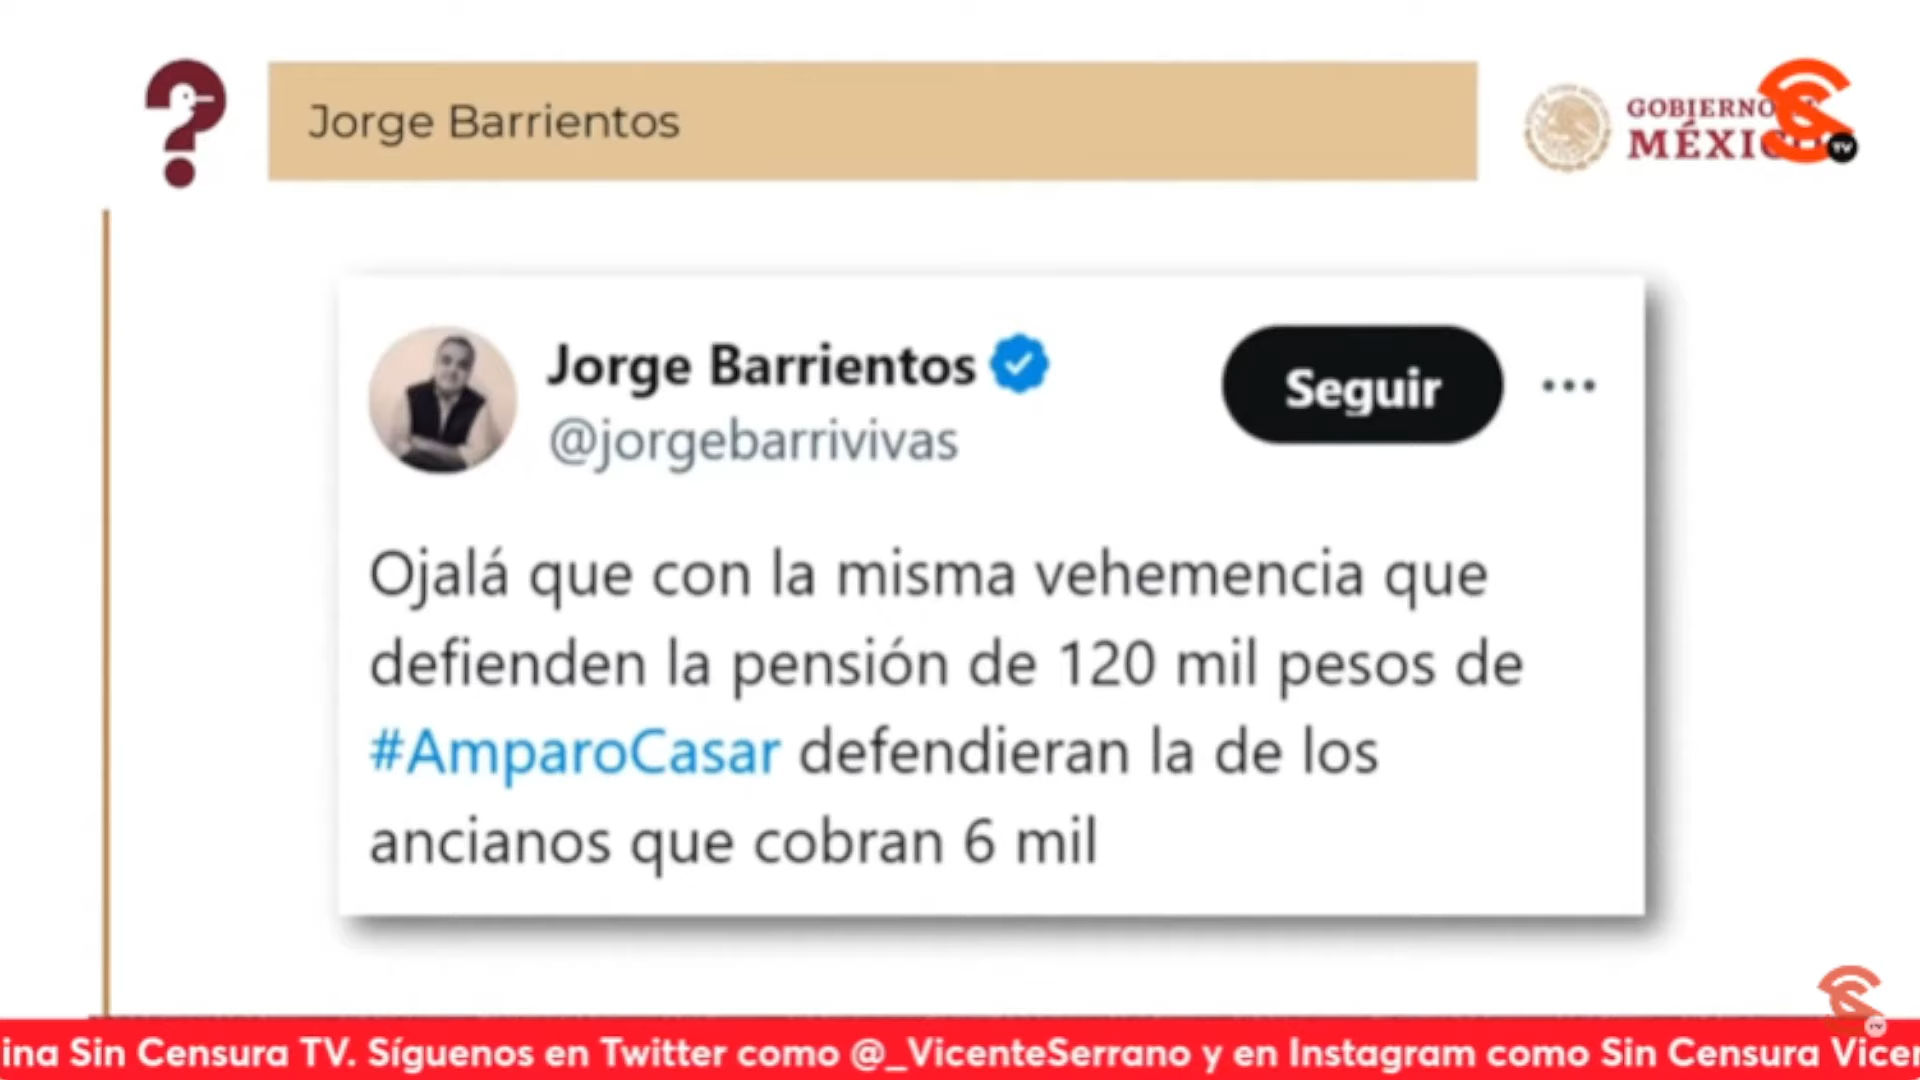 Jorge Barrientos
GOBIERNO
MÉXI
TV
Jorge Barrientos
@jorgebarrivivas
Seguir
Ojalá que con la misma vehemencia que
defienden la pensión de 120 mil pesos de
#AmparoCasar defendieran la de los
ancianos que cobran 6 mil
TV
ina Sin Censura TV. Síguenos en Twitter como @_VicenteSerrano y en Instagram como Sin Censura Vicen